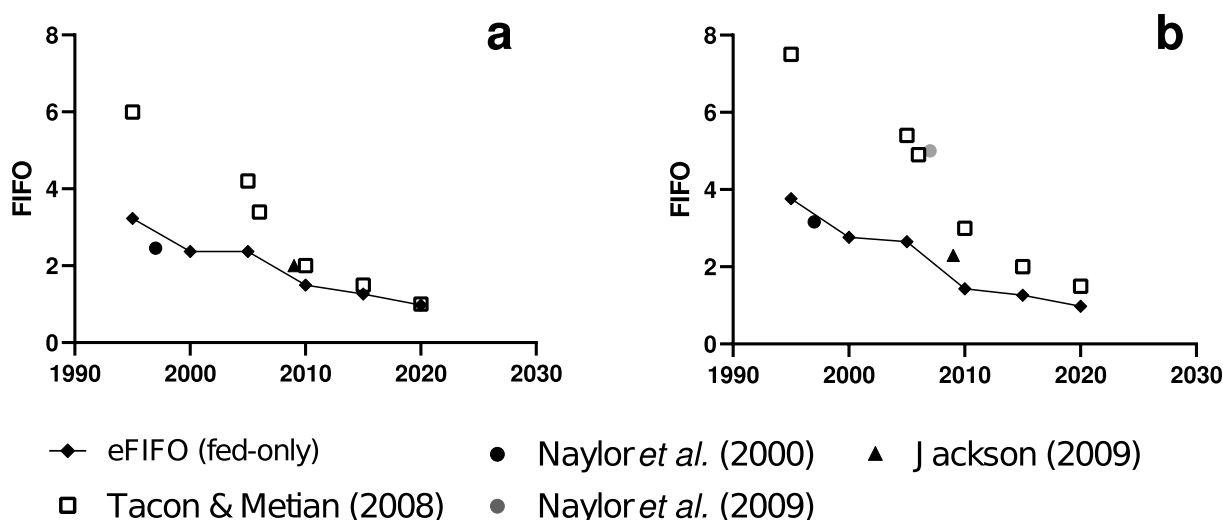 a
8
6
4
2
0
FIFO
1990 2000 2010 2020 2030
b
8
6
4
2
0
FIFO
1990 2000 2010 2020 2030
eFIFO (fed-only)
Naylor et al. (2000)
Jackson (2009)
Tacon & Metian (2008)
Naylor et al. (2009)